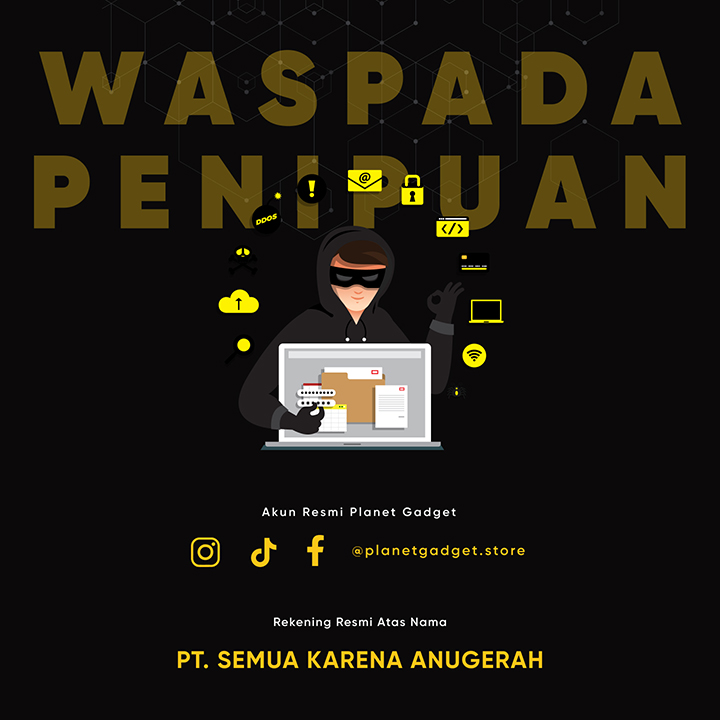 WASPADA
PENIPUAN
@
DDOS
</>
Akun Resmi Planet Gadget
@planetgadget.store
Rekening Resmi Atas Nama
PT. SEMUA KARENA ANUGERAH